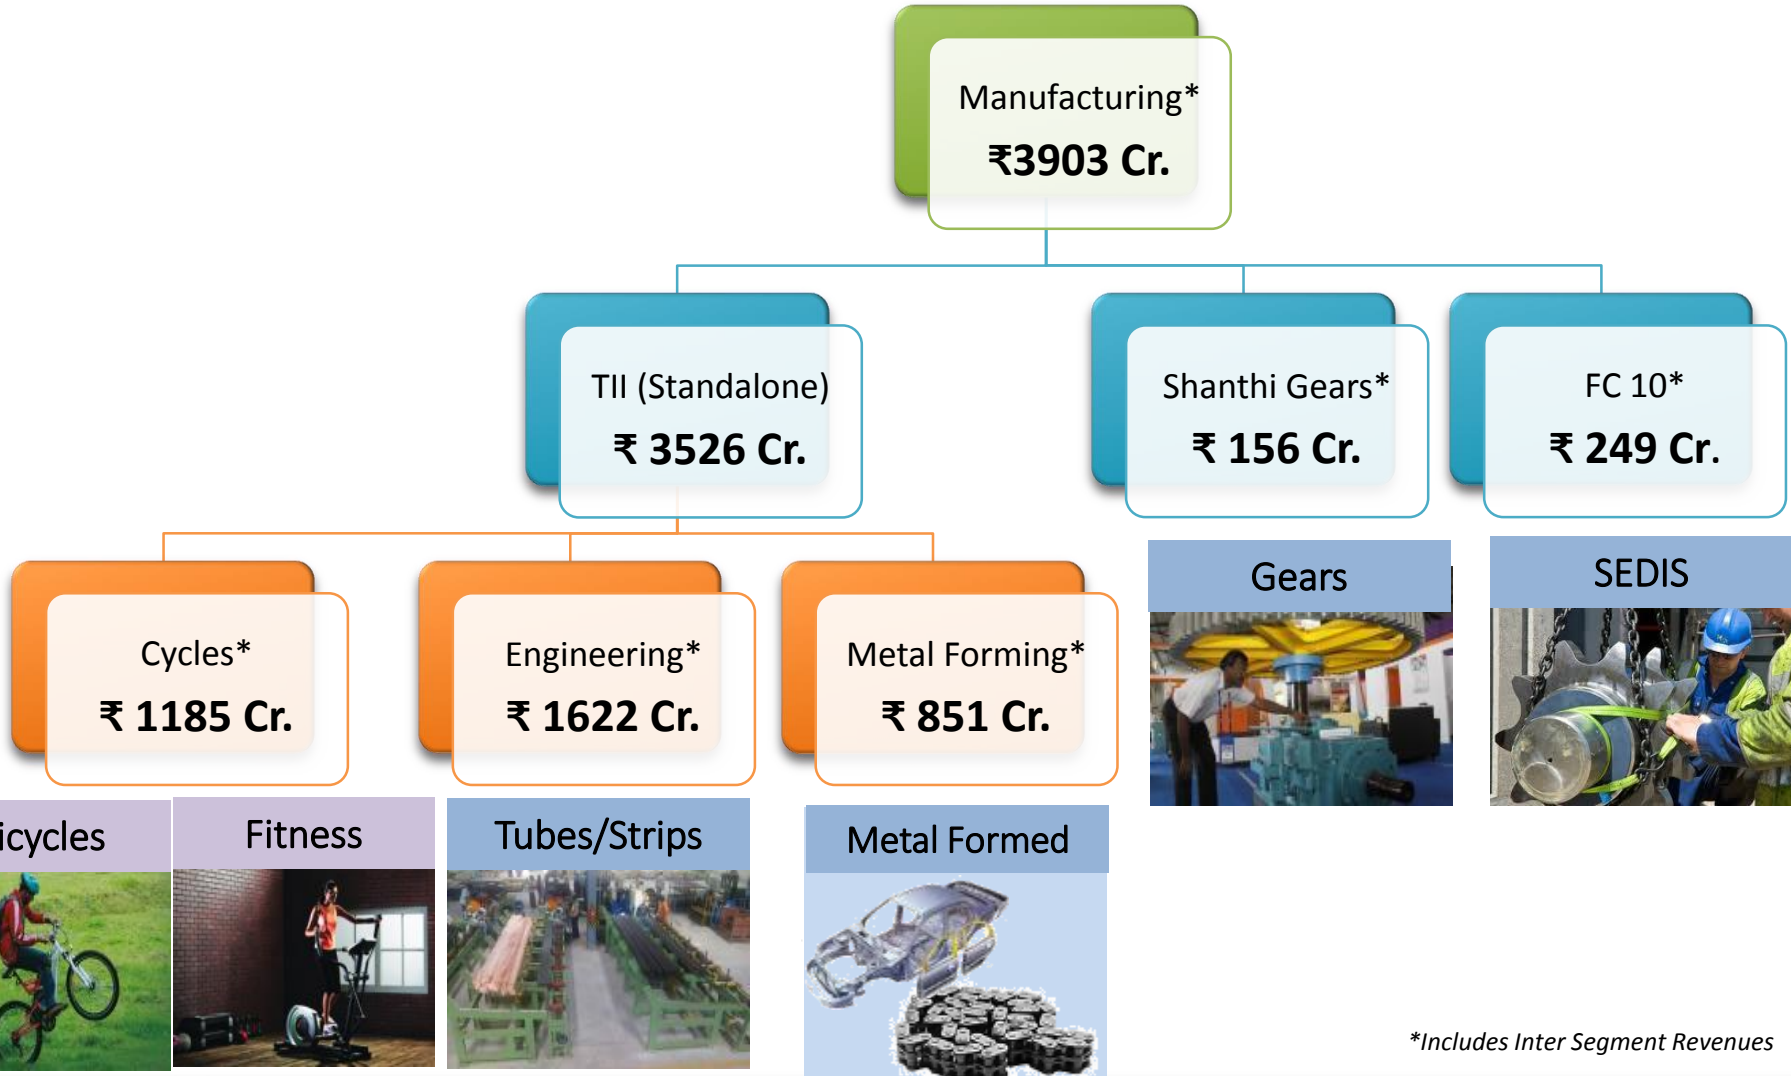 Manufacturing*
₹3903 Cr.
TII (Standalone)
₹ 3526 Cr.
Shanthi Gears*
₹ 156 Cr.
FC 10*
₹ 249 Cr.
Gears
SEDIS
Cycles*
₹ 1185 Cr.
Engineering*
₹ 1622 Cr.
Metal Forming*
₹ 851 Cr.
icycles
Fitness
Tubes/Strips
Metal Formed
*Includes Inter Segment Revenues